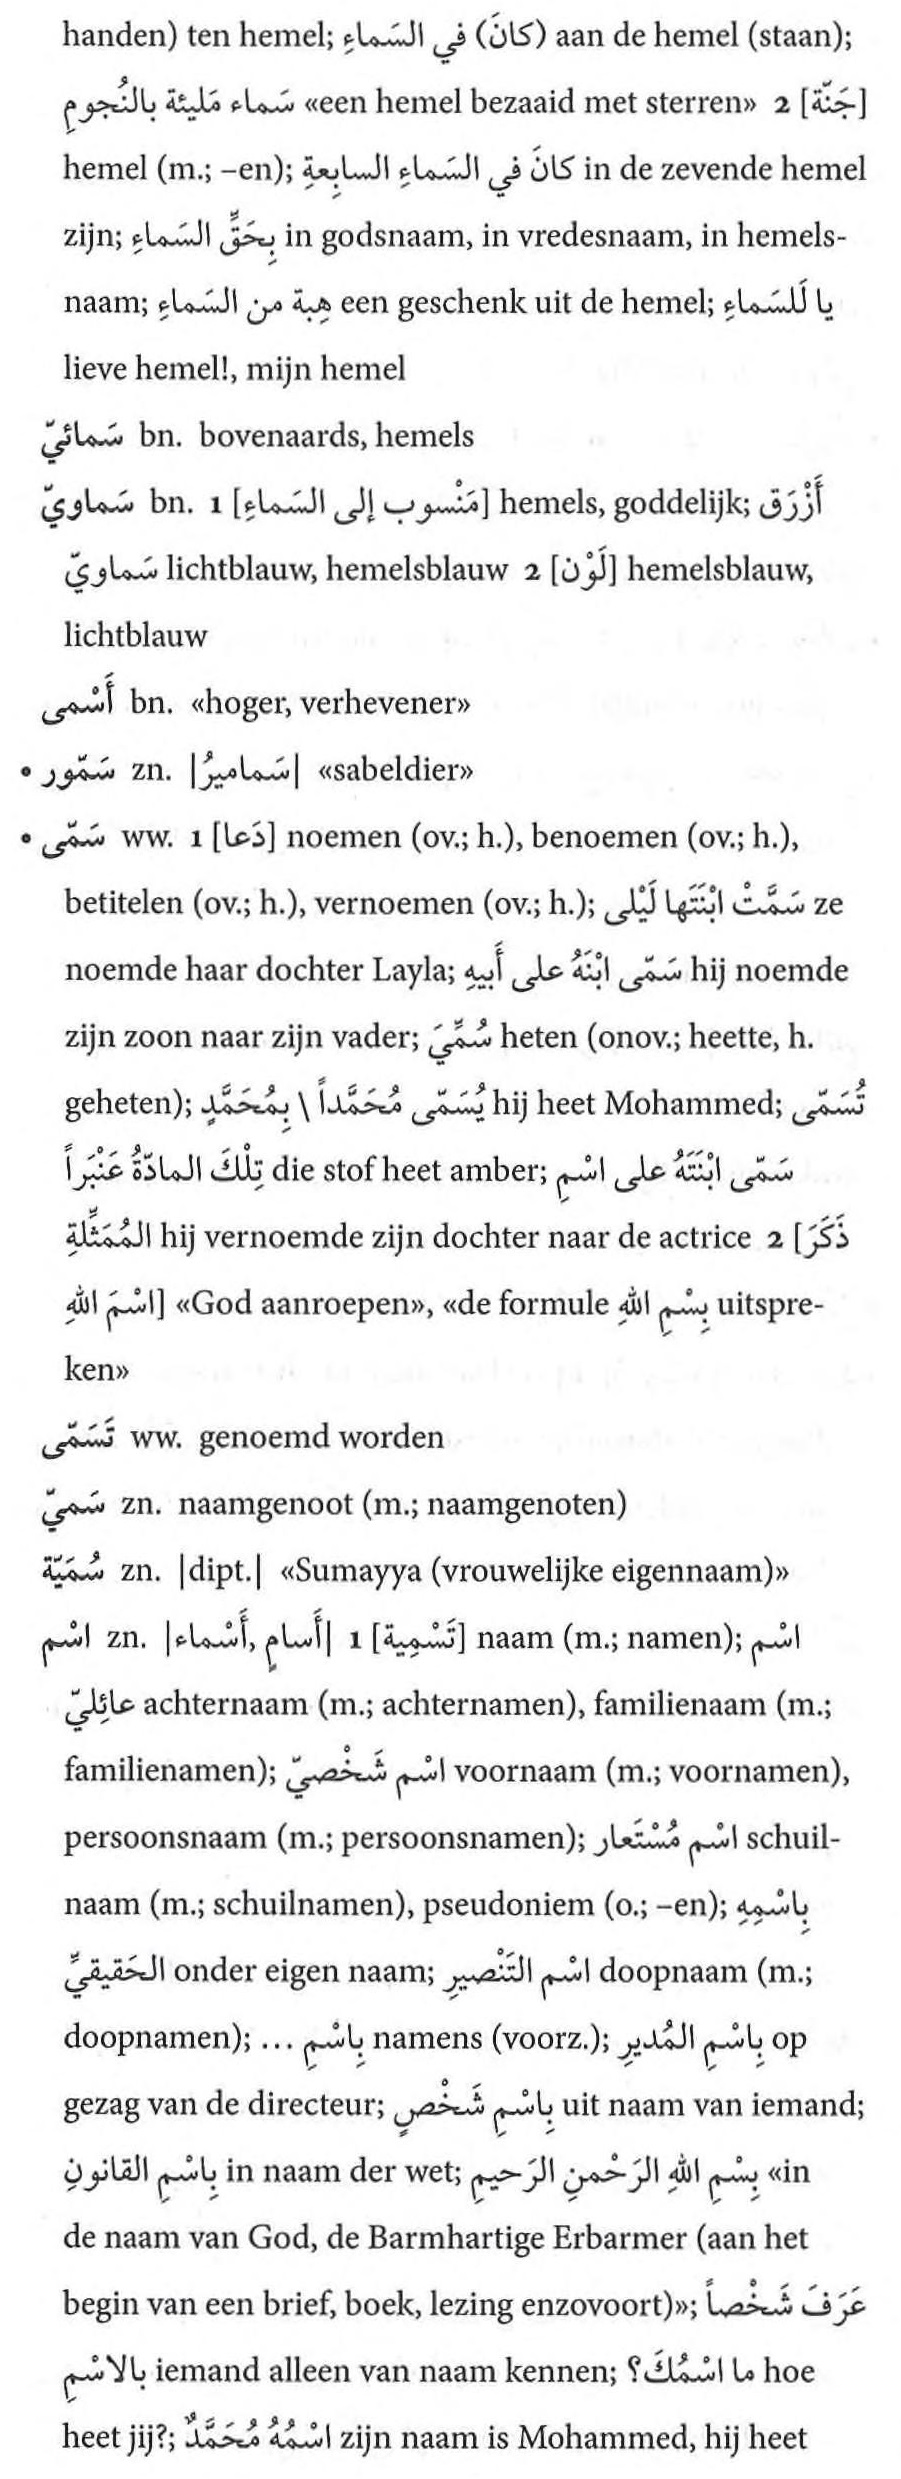 handen) ten hemel; (كانَ) في السَّماءِ aan de hemel (staan);
سَماء مَليئة بالنُجومِ «een hemel bezaaid met sterren» 2 [جَنّة]
hemel (m.; –en); كانَ في السَّماءِ السابِعةِ in de zevende hemel
zijn; بِحَقِّ السَماءِ in godsnaam, in vredesnaam, in hemels-
naam; هِبة من السَماءِ een geschenk uit de hemel; يا لَلسَماءِ
lieve hemel!, mijn hemel
سَمائيّ bn. bovenaards, hemels
سَماويّ bn. 1 [مَنْسوب إلى السَماءِ] hemels, goddelijk; أَزْرَق
سَماويّ lichtblauw, hemelsblauw 2 [لَوْن] hemelsblauw,
lichtblauw
أَسْمى bn. «hoger, verhevener»
• سَمّور zn. |سَماميرُ| «sabeldier»
• سَمّى ww. 1 [دَعا] noemen (ov.; h.), benoemen (ov.; h.),
betitelen (ov.; h.), vernoemen (ov.; h.); سَمَّتْ ابْنَتَها لَيْلى ze
noemde haar dochter Layla; سَمّى ابْنَهُ على أَبيهِ hij noemde
zijn zoon naar zijn vader; سُمِّيَ heten (onov.; heette, h.
geheten); يُسَمّى مُحَمَّداً \ بِمُحَمَّدٍ hij heet Mohammed; تُسَمّى
تِلْكَ المادّةُ عَنْبَراً die stof heet amber; سَمّى ابْنَتَهُ على اسْمِ
المُمَثِّلةِ hij vernoemde zijn dochter naar de actrice 2 [ذَكَرَ
اسْمَ اللهِ] «God aanroepen», «de formule بِسْمِ اللهِ uitspre-
ken»
تَسَمّى ww. genoemd worden
سَميّ zn. naamgenoot (m.; naamgenoten)
سُمَيّة zn. |dipt.| «Sumayya (vrouwelijke eigennaam)»
اسْم zn. |أَسْماء, أَسامٍ| 1 [تَسْمِية] naam (m.; namen); اسْم
عائِليّ achternaam (m.; achternamen), familienaam (m.;
familienamen); اسْم شَخْصيّ voornaam (m.; voornamen),
persoonsnaam (m.; persoonsnamen); اسْم مُسْتَعار schuil-
naam (m.; schuilnamen), pseudoniem (o.; –en); بِاسْمِهِ
الحَقيقيِّ onder eigen naam; اسْم التَنْصيرِ doopnaam (m.;
doopnamen); بِاسْمِ ... namens (voorz.); بِاسْمِ المُديرِ op
gezag van de directeur; بِاسْمِ شَخْصٍ uit naam van iemand;
بِاسْمِ القانونِ in naam der wet; بِسْمِ اللهِ الرَحْمنِ الرَحيمِ «in
de naam van God, de Barmhartige Erbarmer (aan het
begin van een brief, boek, lezing enzovoort)»; عَرَفَ شَخْصاً
بالاسْمِ iemand alleen van naam kennen; ما اسْمُكَ؟ hoe
heet jij?; اسْمُهُ مُحَمَّدٌ zijn naam is Mohammed, hij heet